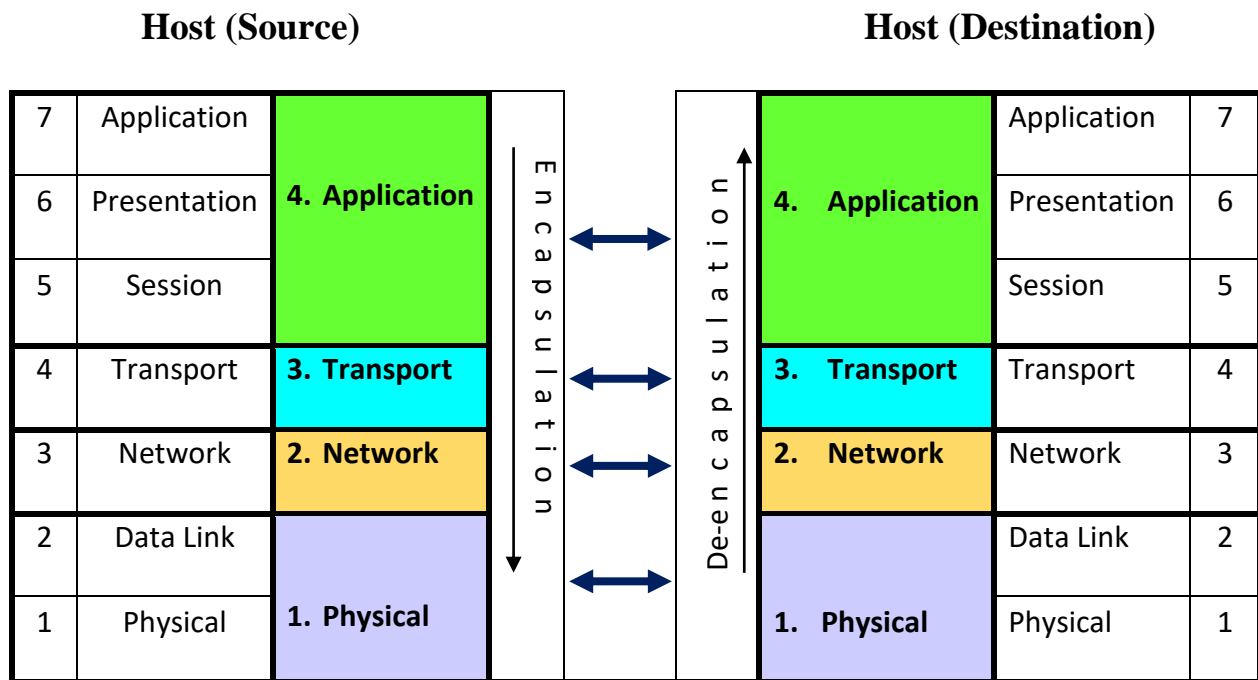 Host (Source)
Host (Destination)
7 Application
6 Presentation 4. Application
5 Session
4 Transport 3. Transport
3 Network 2. Network
2 Data Link
1 Physical 1. Physical
Encapsulation
De-encapsulation
Application 7
4. Application Presentation 6
Session 5
3. Transport Transport 4
2. Network Network 3
Data Link 2
1. Physical Physical 1